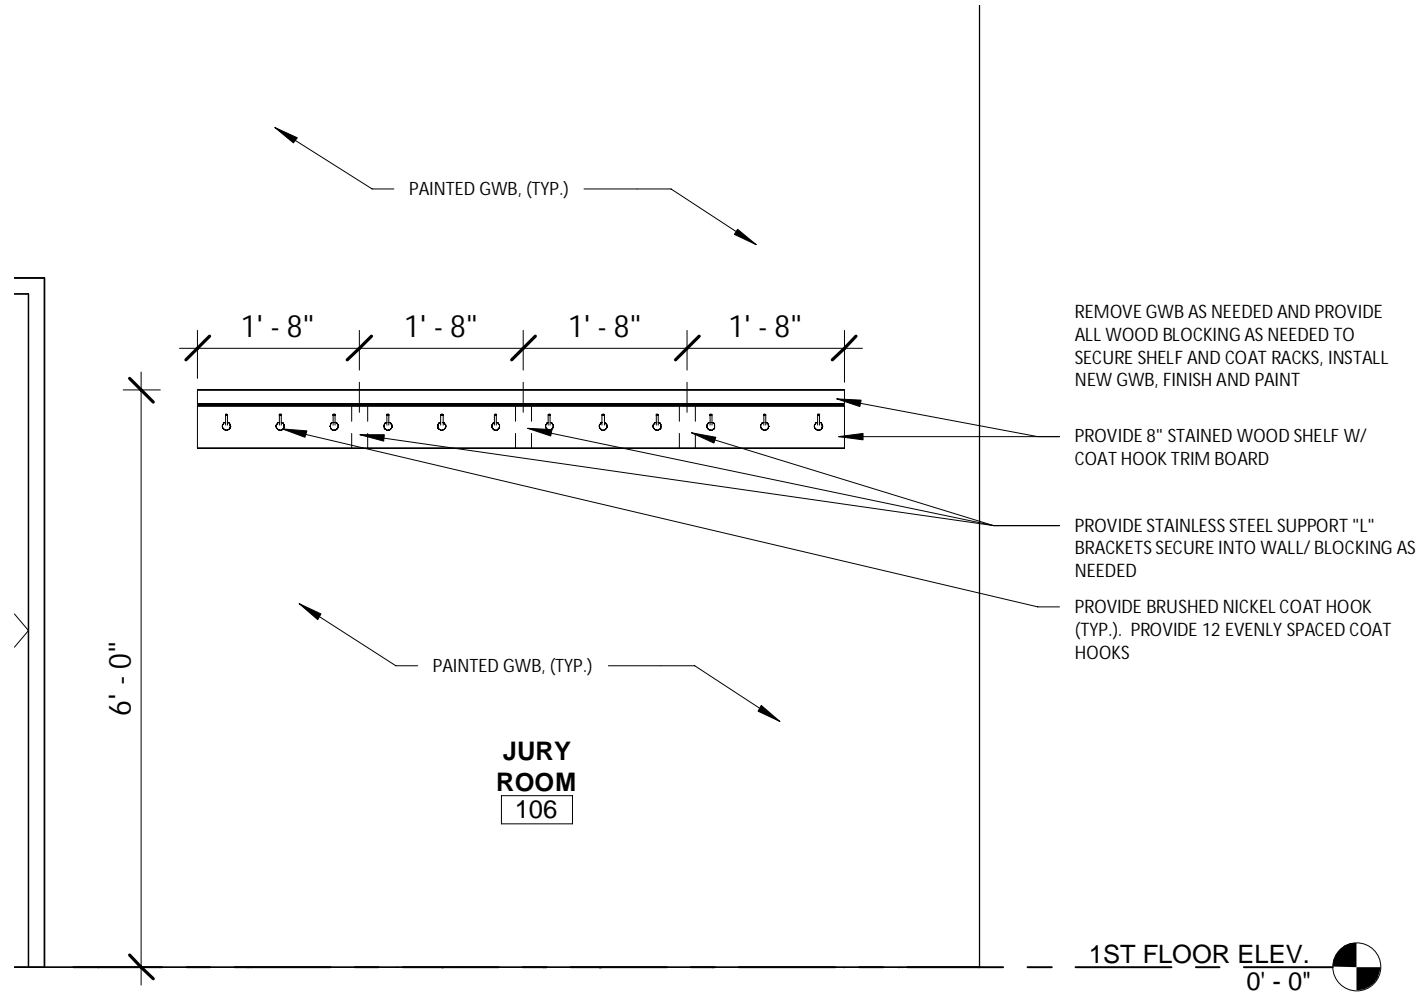 PAINTED GWB, (TYP.)
1' - 8" 1' - 8" 1' - 8" 1' - 8"
REMOVE GWB AS NEEDED AND PROVIDE
ALL WOOD BLOCKING AS NEEDED TO
SECURE SHELF AND COAT RACKS, INSTALL
NEW GWB, FINISH AND PAINT
PROVIDE 8" STAINED WOOD SHELF W/
COAT HOOK TRIM BOARD
PROVIDE STAINLESS STEEL SUPPORT "L"
BRACKETS SECURE INTO WALL/ BLOCKING AS
NEEDED
PROVIDE BRUSHED NICKEL COAT HOOK
(TYP.). PROVIDE 12 EVENLY SPACED COAT
HOOKS
6' - 0"
PAINTED GWB, (TYP.)
JURY
ROOM
106
1ST FLOOR ELEV.
0' - 0"